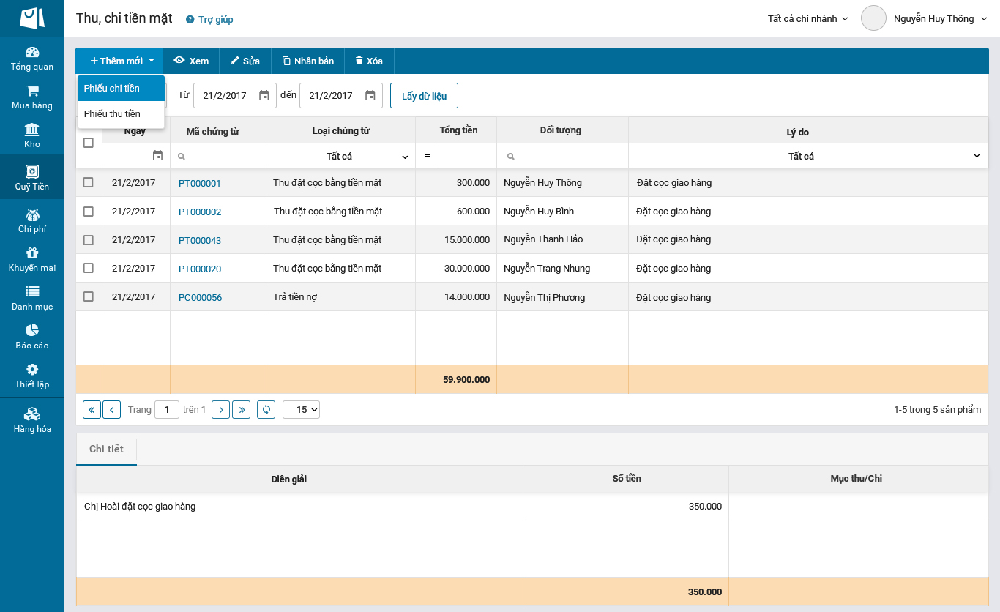 Thu, chi tiền mặt
Trợ giúp
Tất cả chi nhánh
Nguyễn Huy Thông
Tổng quan
Mua hàng
Kho
Quỹ Tiền
Chi phí
Khuyến mại
Danh mục
Báo cáo
Thiết lập
Hàng hóa
Thêm mới
Xem
Sửa
Nhân bản
Xóa
Phiếu chi tiền
Phiếu thu tiền
Từ 21/2/2017 đến 21/2/2017 Lấy dữ liệu
Ngày Mã chứng từ Loại chứng từ Tổng tiền Đối tượng Lý do
Tất cả = Tất cả
21/2/2017 PT000001 Thu đặt cọc bằng tiền mặt 300.000 Nguyễn Huy Thông Đặt cọc giao hàng
21/2/2017 PT000002 Thu đặt cọc bằng tiền mặt 600.000 Nguyễn Huy Bình Đặt cọc giao hàng
21/2/2017 PT000043 Thu đặt cọc bằng tiền mặt 15.000.000 Nguyễn Thanh Hảo Đặt cọc giao hàng
21/2/2017 PT000020 Thu đặt cọc bằng tiền mặt 30.000.000 Nguyễn Trang Nhung Đặt cọc giao hàng
21/2/2017 PC000056 Trả tiền nợ 14.000.000 Nguyễn Thị Phượng Đặt cọc giao hàng
59.900.000
Trang 1 trên 1 15 1-5 trong 5 sản phẩm
Chi tiết
Diễn giải Số tiền Mục thu/Chi
Chị Hoài đặt cọc giao hàng 350.000
350.000